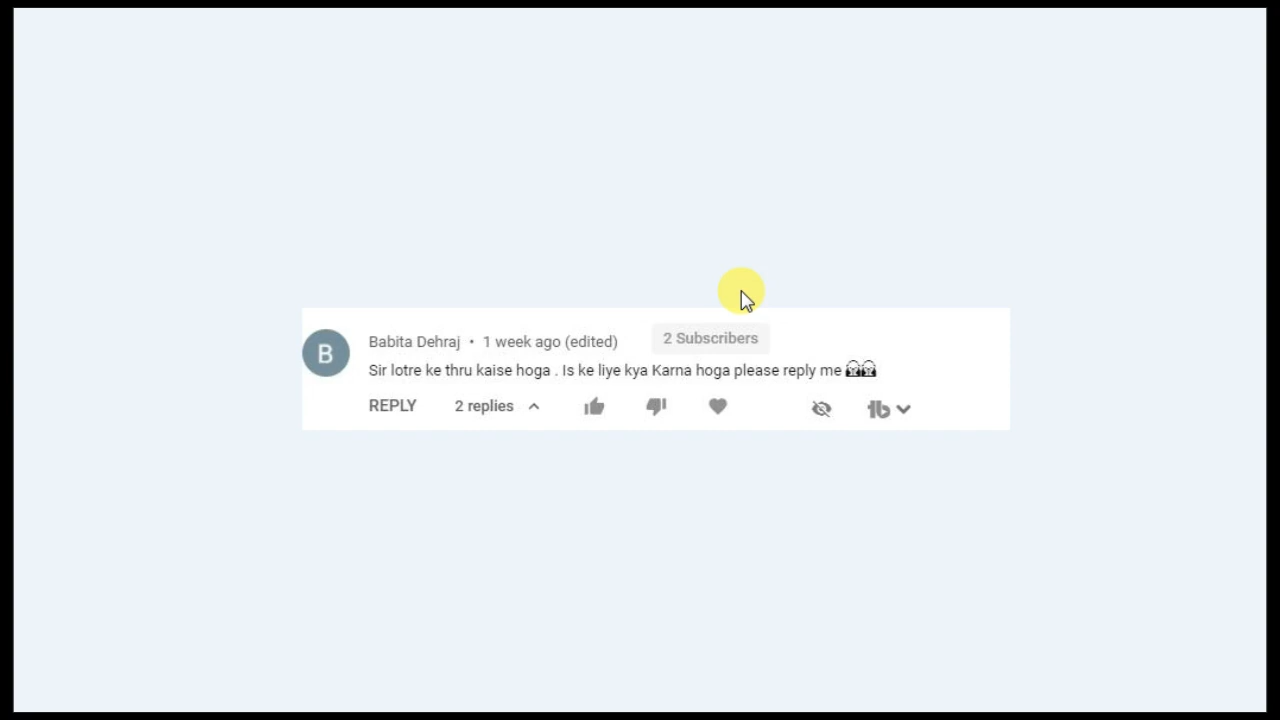 B
Babita Dehraj • 1 week ago (edited) 2 Subscribers
Sir lotre ke thru kaise hoga . Is ke liye kya Karna hoga please reply me
REPLY 2 replies